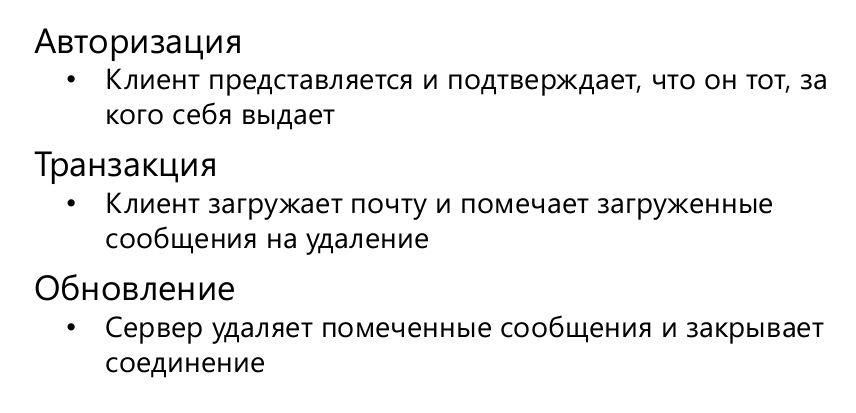 Авторизация
• Клиент представляется и подтверждает, что он тот, за
кого себя выдает
Транзакция
• Клиент загружает почту и помечает загруженные
сообщения на удаление
Обновление
• Сервер удаляет помеченные сообщения и закрывает
соединение